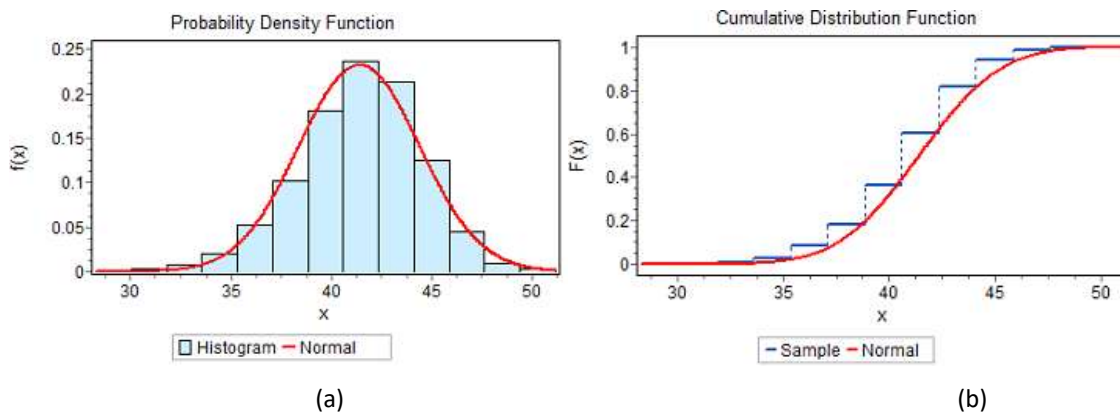 Probability Density Function
0.25
0.2
0.15
0.1
0.05
0
f(x)
30 35 40 45 50
x
Histogram Normal
(a)
Cumulative Distribution Function
1
0.8
0.6
0.4
0.2
0
F(x)
30 35 40 45 50
x
Sample Normal
(b)